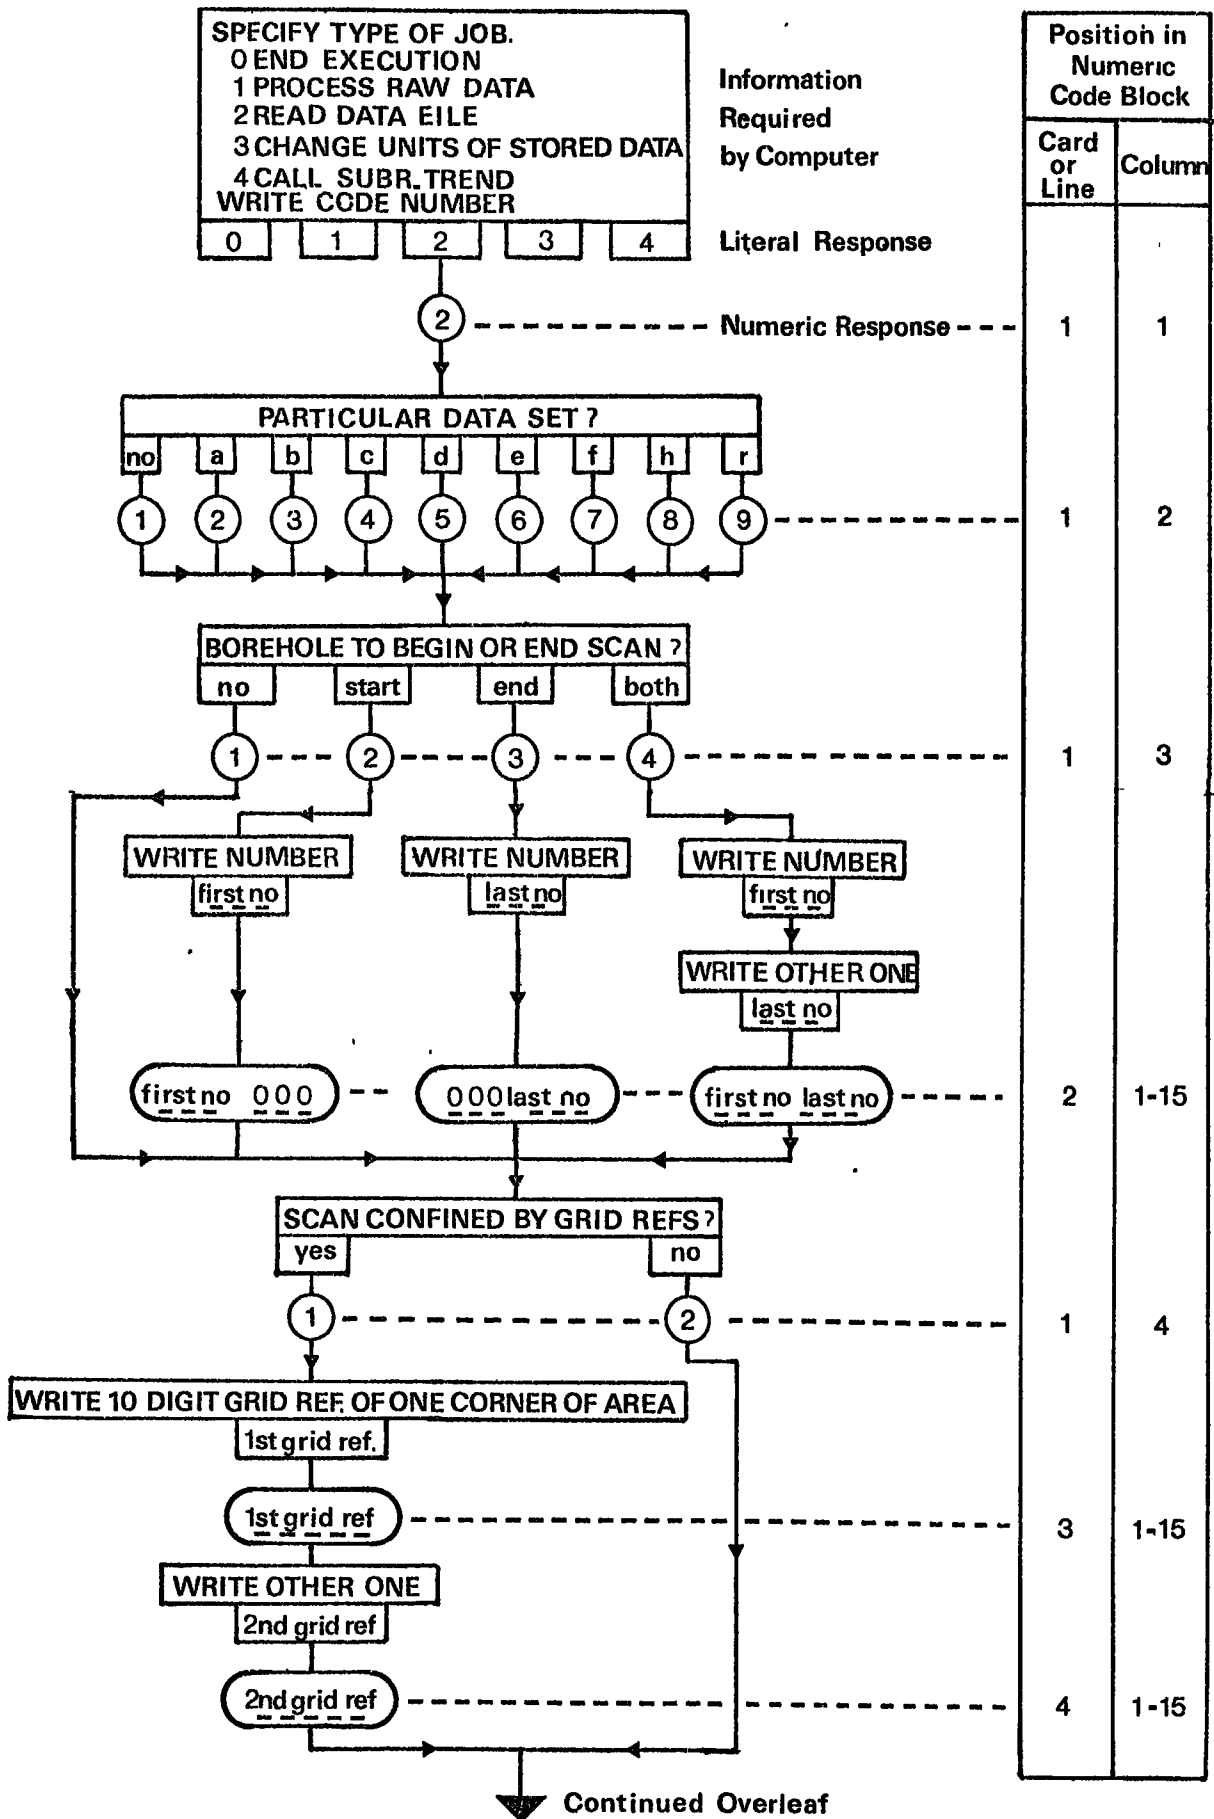 SPECIFY TYPE OF JOB.
0 END EXECUTION
1 PROCESS RAW DATA
2 READ DATA EILE
3 CHANGE UNITS OF STORED DATA
4 CALL SUBR. TREND
WRITE CODE NUMBER
0 1 2 3 4
Information
Required
by Computer
Literal Response
Position in
Numeric
Code Block
Card
or
Line
Column
2 Numeric Response 1 1
PARTICULAR DATA SET ?
no a b c d e f h r
1 2 3 4 5 6 7 8 9 1 2
BOREHOLE TO BEGIN OR END SCAN ?
no start end both
1 2 3 4 1 3
WRITE NUMBER WRITE NUMBER WRITE NUMBER
first no last no first no
WRITE OTHER ONE
last no
first no 000 000 last no first no last no 2 1-15
SCAN CONFINED BY GRID REFS ?
yes no
1 2 1 4
WRITE 10 DIGIT GRID REF. OF ONE CORNER OF AREA
1st grid ref.
1st grid ref 3 1-15
WRITE OTHER ONE
2nd grid ref
2nd grid ref 4 1-15
Continued Overleaf